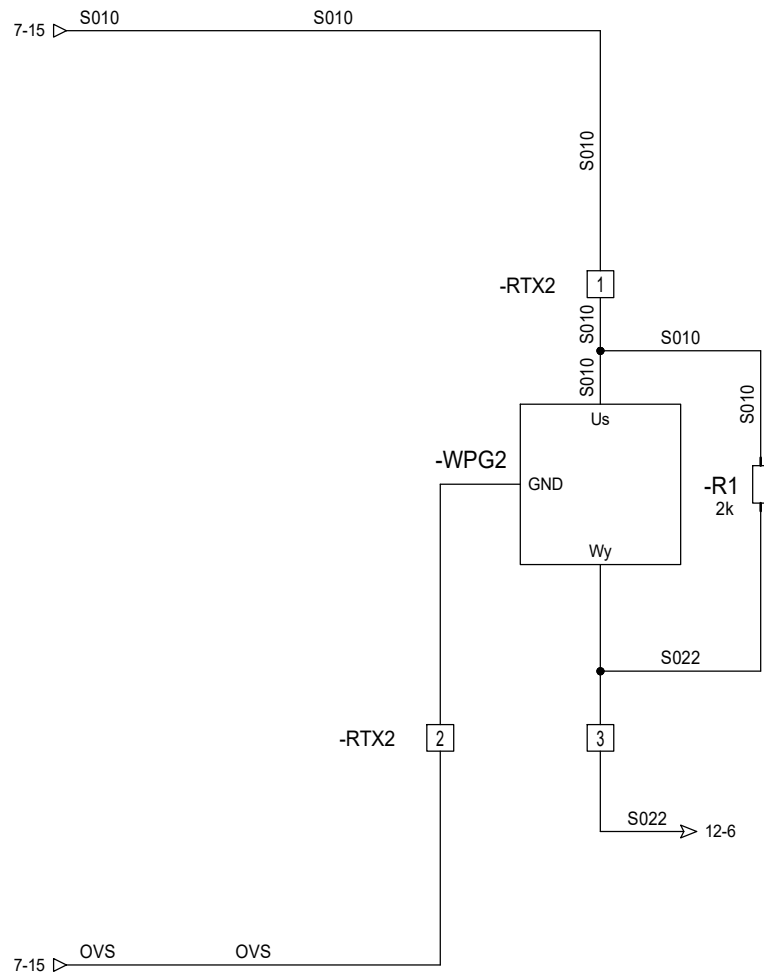 S010 S010
7-15
S010
-RTX2 1
S010
S010
S010
S010
Us
-WPG2
GND
-R1
2k
Wy
S022
-RTX2 2 3
S022
12-6
OVS OVS
7-15